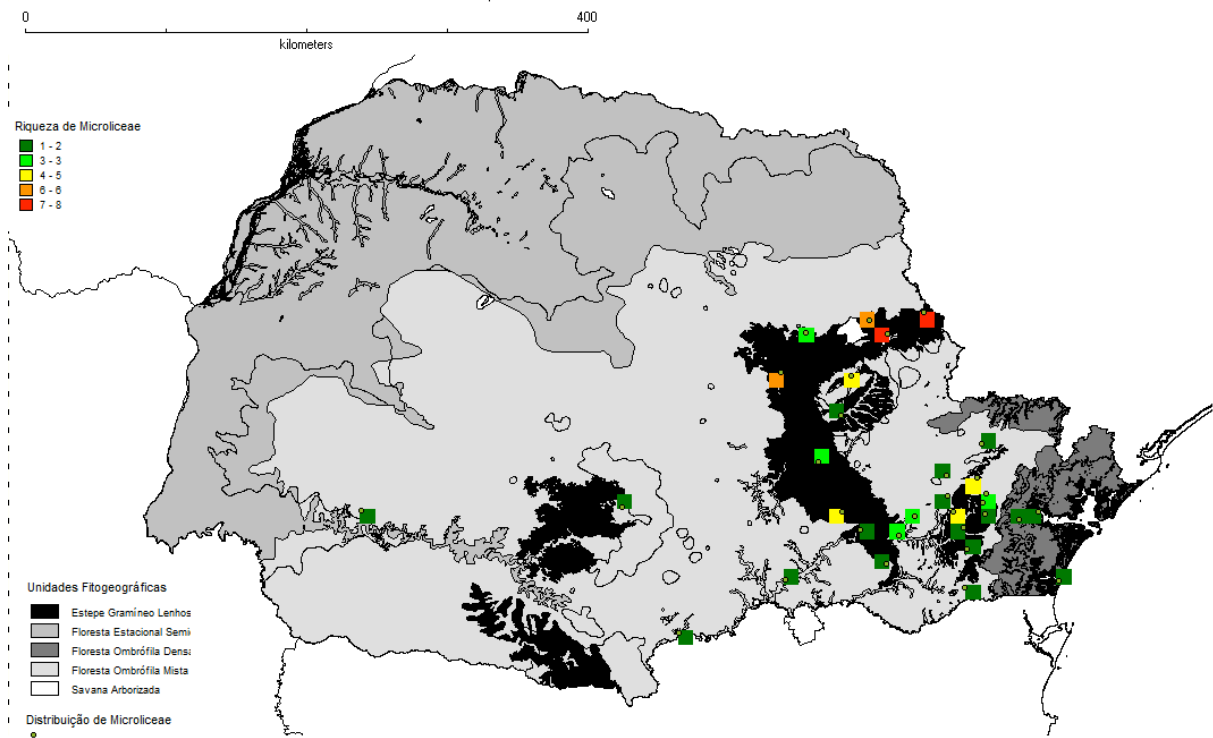 0 400
kilometers
Riqueza de Microliceae
1 - 2
3 - 3
4 - 5
6 - 6
7 - 8
Unidades Fitogeográficas
Estepe Gramíneo Lenhos
Floresta Estacional Semi
Floresta Ombrófila Densa
Floresta Ombrófila Mista
Savana Arborizada
Distribuição de Microliceae